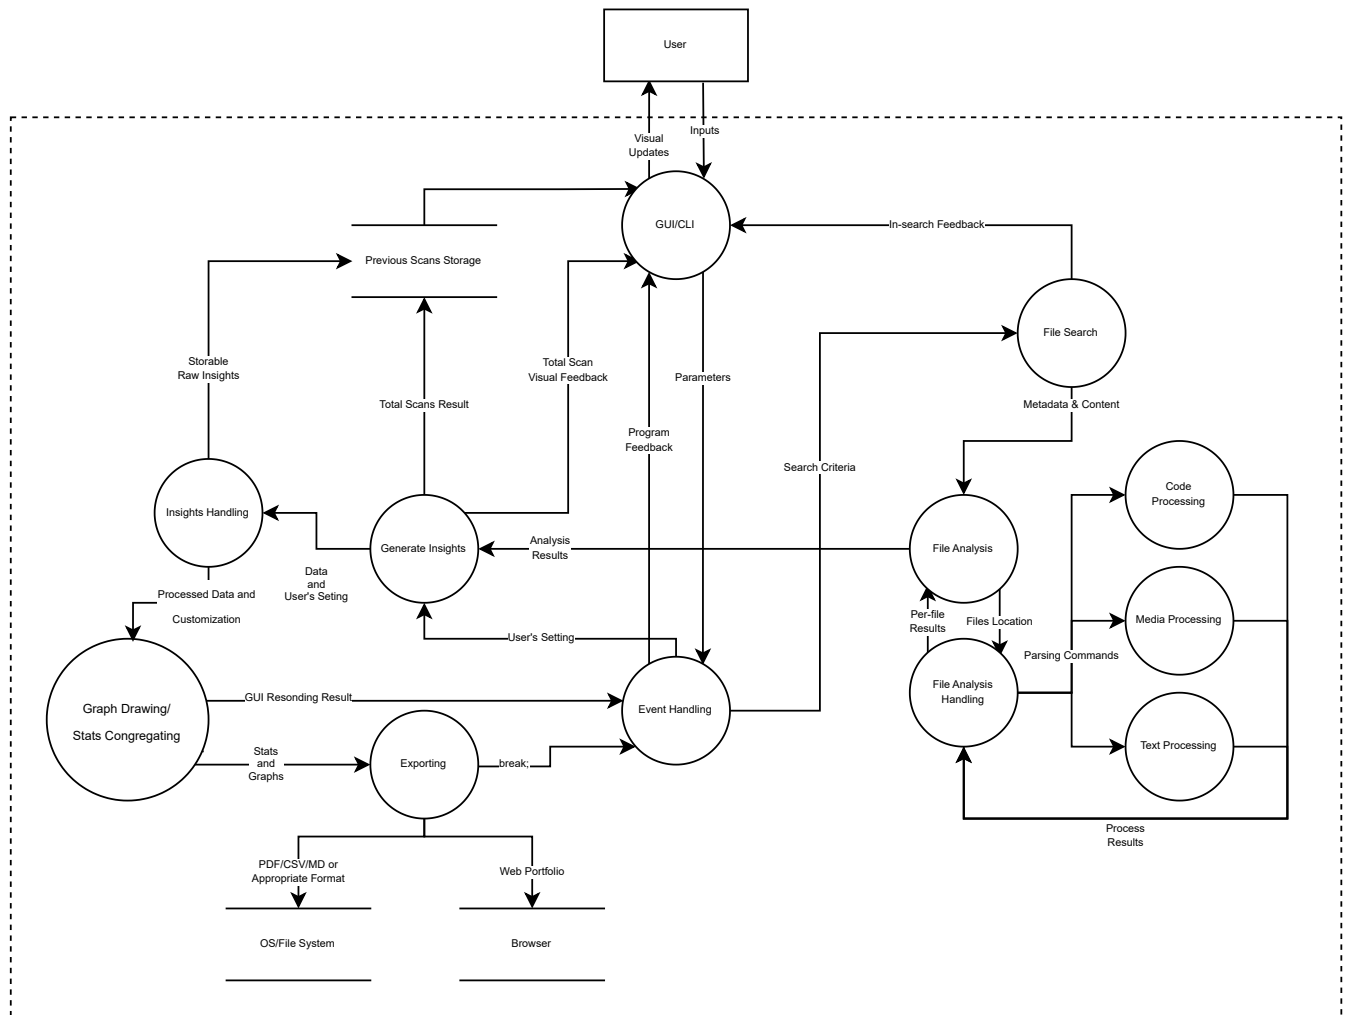 User
Visual
Updates
Inputs
GUI/CLI
In-search Feedback
Previous Scans Storage
File Search
Storable
Raw Insights
Total Scan
Visual Feedback
Parameters
Total Scans Result
Metadata & Content
Program
Feedback
Search Criteria
Code
Processing
Insights Handling
Generate Insights
Analysis
Results
File Analysis
Data
and
User's Seting
Processed Data and
Customization
Per-file
Results
Files Location
Media Processing
User's Setting
Parsing Commands
File Analysis
Handling
GUI Resonding Result
Event Handling
Graph Drawing/
Stats Congregating
Text Processing
Stats
and
Graphs
Exporting
break;
Process
Results
PDF/CSV/MD or
Appropriate Format
Web Portfolio
OS/File System
Browser